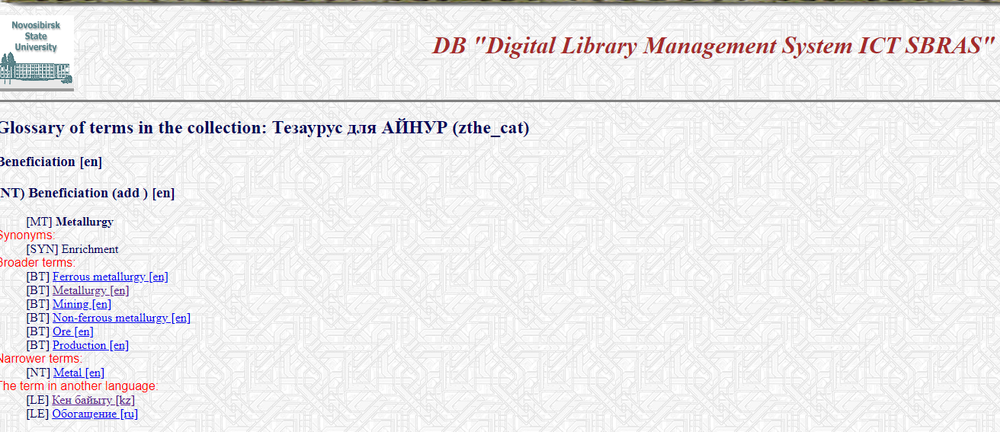 Novosibirsk
State
University
DB "Digital Library Management System ICT SBRAS"
Glossary of terms in the collection: Тезаурус для АЙНУР (zthe_cat)
Beneficiation [en]
NT) Beneficiation (add ) [en]
[MT] Metallurgy
Synonyms:
[SYN] Enrichment
Broader terms:
[BT] Ferrous metallurgy [en]
[BT] Metallurgy [en]
[BT] Mining [en]
[BT] Non-ferrous metallurgy [en]
[BT] Ore [en]
[BT] Production [en]
Narrower terms:
[NT] Metal [en]
The term in another language:
[LE] Кен байыту [kz]
[LE] Обогащение [ru]